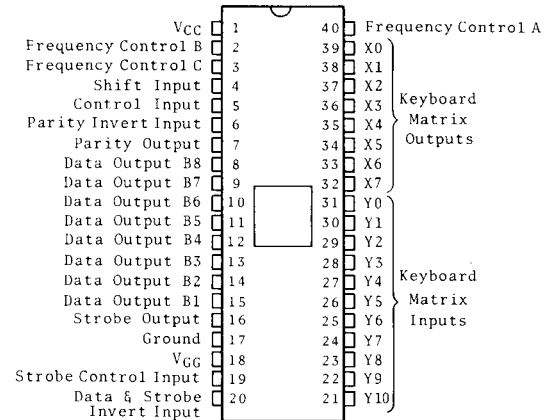 VCC 1 40 Frequency Control A
Frequency Control B 2 39 X0
Frequency Control C 3 38 X1
Shift Input 4 37 X2
Control Input 5 36 X3 Keyboard
Parity Invert Input 6 35 X4 Matrix
Parity Output 7 34 X5 Outputs
Data Output B8 8 33 X6
Data Output B7 9 32 X7
Data Output B6 10 31 Y0
Data Output B5 11 30 Y1
Data Output B4 12 29 Y2
Data Output B3 13 28 Y3
Data Output B2 14 27 Y4 Keyboard
Data Output B1 15 26 Y5 Matrix
Strobe Output 16 25 Y6 Inputs
Ground 17 24 Y7
VGG 18 23 Y8
Strobe Control Input 19 22 Y9
Data & Strobe 20 21 Y10
Invert Input